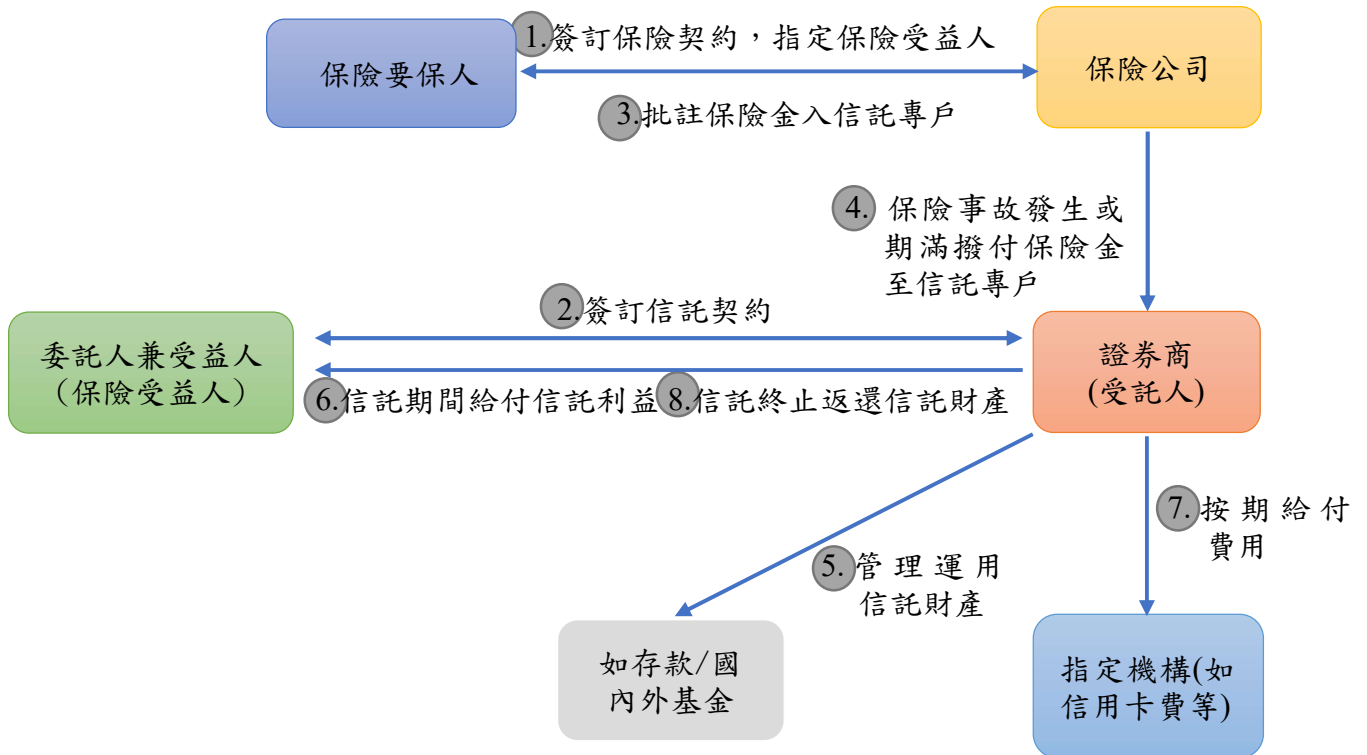 1.簽訂保險契約，指定保險受益人
保險要保人
保險公司
3.批註保險金入信託專戶
4. 保險事故發生或
期滿撥付保險金
至信託專戶
2.簽訂信託契約
委託人兼受益人
（保險受益人）
證券商
(受託人)
6.信託期間給付信託利益
8.信託終止返還信託財產
7. 按期給付
費用
5. 管理運用
信託財產
如存款/國
內外基金
指定機構(如
信用卡費等)